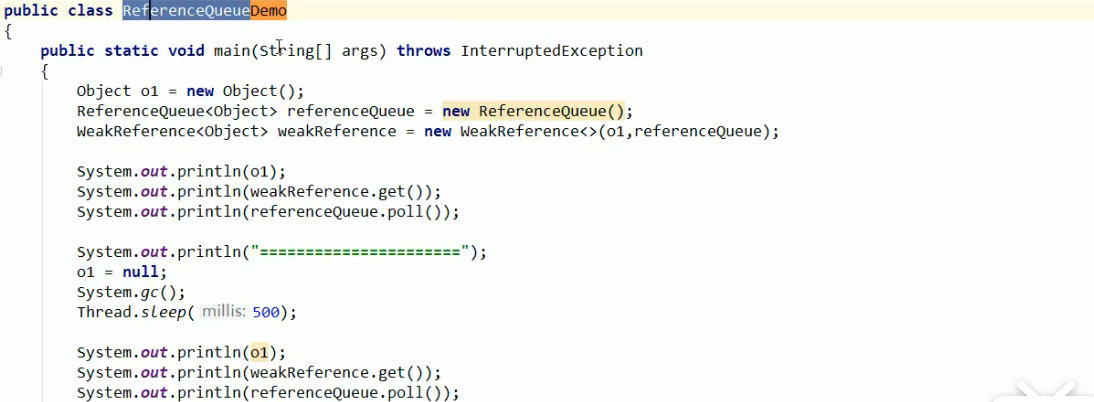 public class ReferenceQueueDemo
{
    public static void main(String[] args) throws InterruptedException
    {
        Object o1 = new Object();
        ReferenceQueue<Object> referenceQueue = new ReferenceQueue();
        WeakReference<Object> weakReference = new WeakReference<>(o1,referenceQueue);

        System.out.println(o1);
        System.out.println(weakReference.get());
        System.out.println(referenceQueue.poll());

        System.out.println("======================");
        o1 = null;
        System.gc();
        Thread.sleep( millis: 500);

        System.out.println(o1);
        System.out.println(weakReference.get());
        System.out.println(referenceQueue.poll());